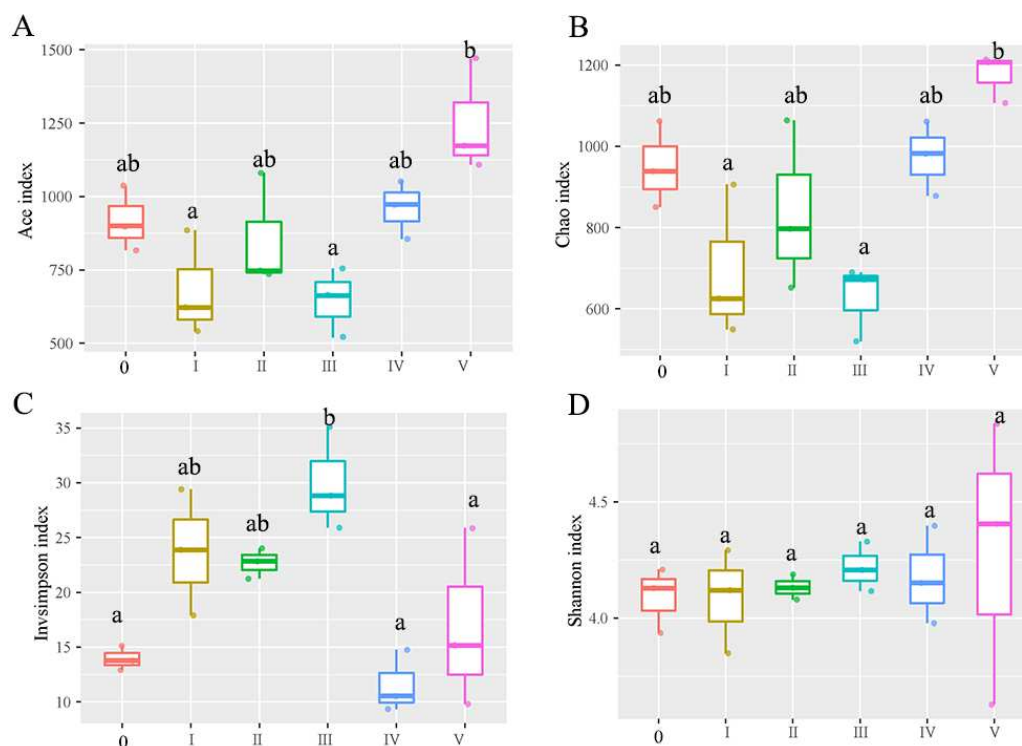 A
Ace index
1500
1250
1000
750
500
ab
a
ab
a
ab
b
0 I II III IV V
B
Chao index
1200
1000
800
600
ab
a
ab
a
ab
b
0 I II III IV V
C
Invsimpson index
35
30
25
20
15
10
a
ab
ab
b
a
a
0 I II III IV V
D
Shannon index
4.5
4.0
a
a
a
a
a
a
0 I II III IV V